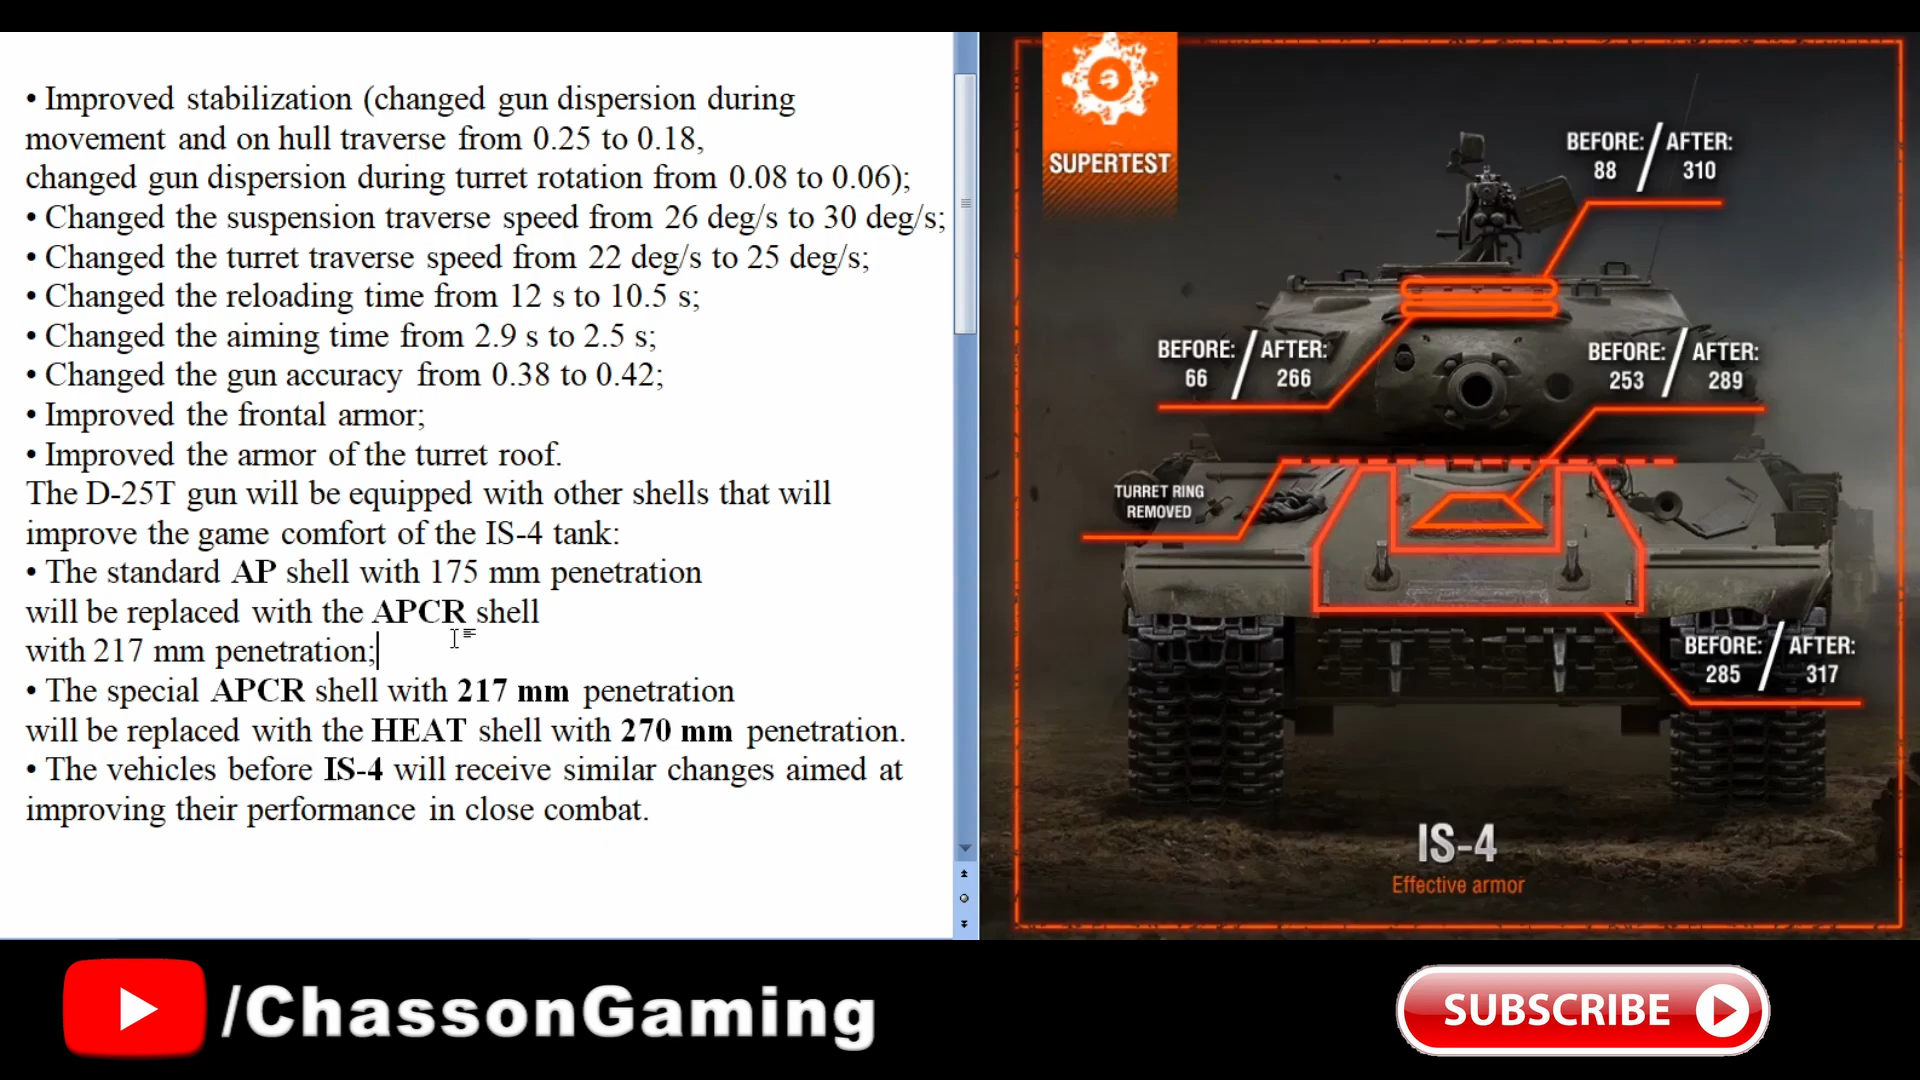 • Improved stabilization (changed gun dispersion during
movement and on hull traverse from 0.25 to 0.18,
changed gun dispersion during turret rotation from 0.08 to 0.06);
• Changed the suspension traverse speed from 26 deg/s to 30 deg/s;
• Changed the turret traverse speed from 22 deg/s to 25 deg/s;
• Changed the reloading time from 12 s to 10.5 s;
• Changed the aiming time from 2.9 s to 2.5 s;
• Changed the gun accuracy from 0.38 to 0.42;
• Improved the frontal armor;
• Improved the armor of the turret roof.
The D-25T gun will be equipped with other shells that will
improve the game comfort of the IS-4 tank:
• The standard AP shell with 175 mm penetration
will be replaced with the APCR shell
with 217 mm penetration;
• The special APCR shell with 217 mm penetration
will be replaced with the HEAT shell with 270 mm penetration.
• The vehicles before IS-4 will receive similar changes aimed at
improving their performance in close combat.
SUPERTEST
BEFORE: / AFTER:
88 310
BEFORE: / AFTER:
66 266
BEFORE: / AFTER:
253 289
TURRET RING
REMOVED
BEFORE: / AFTER:
285 317
IS-4
Effective armor
/ChassonGaming
SUBSCRIBE